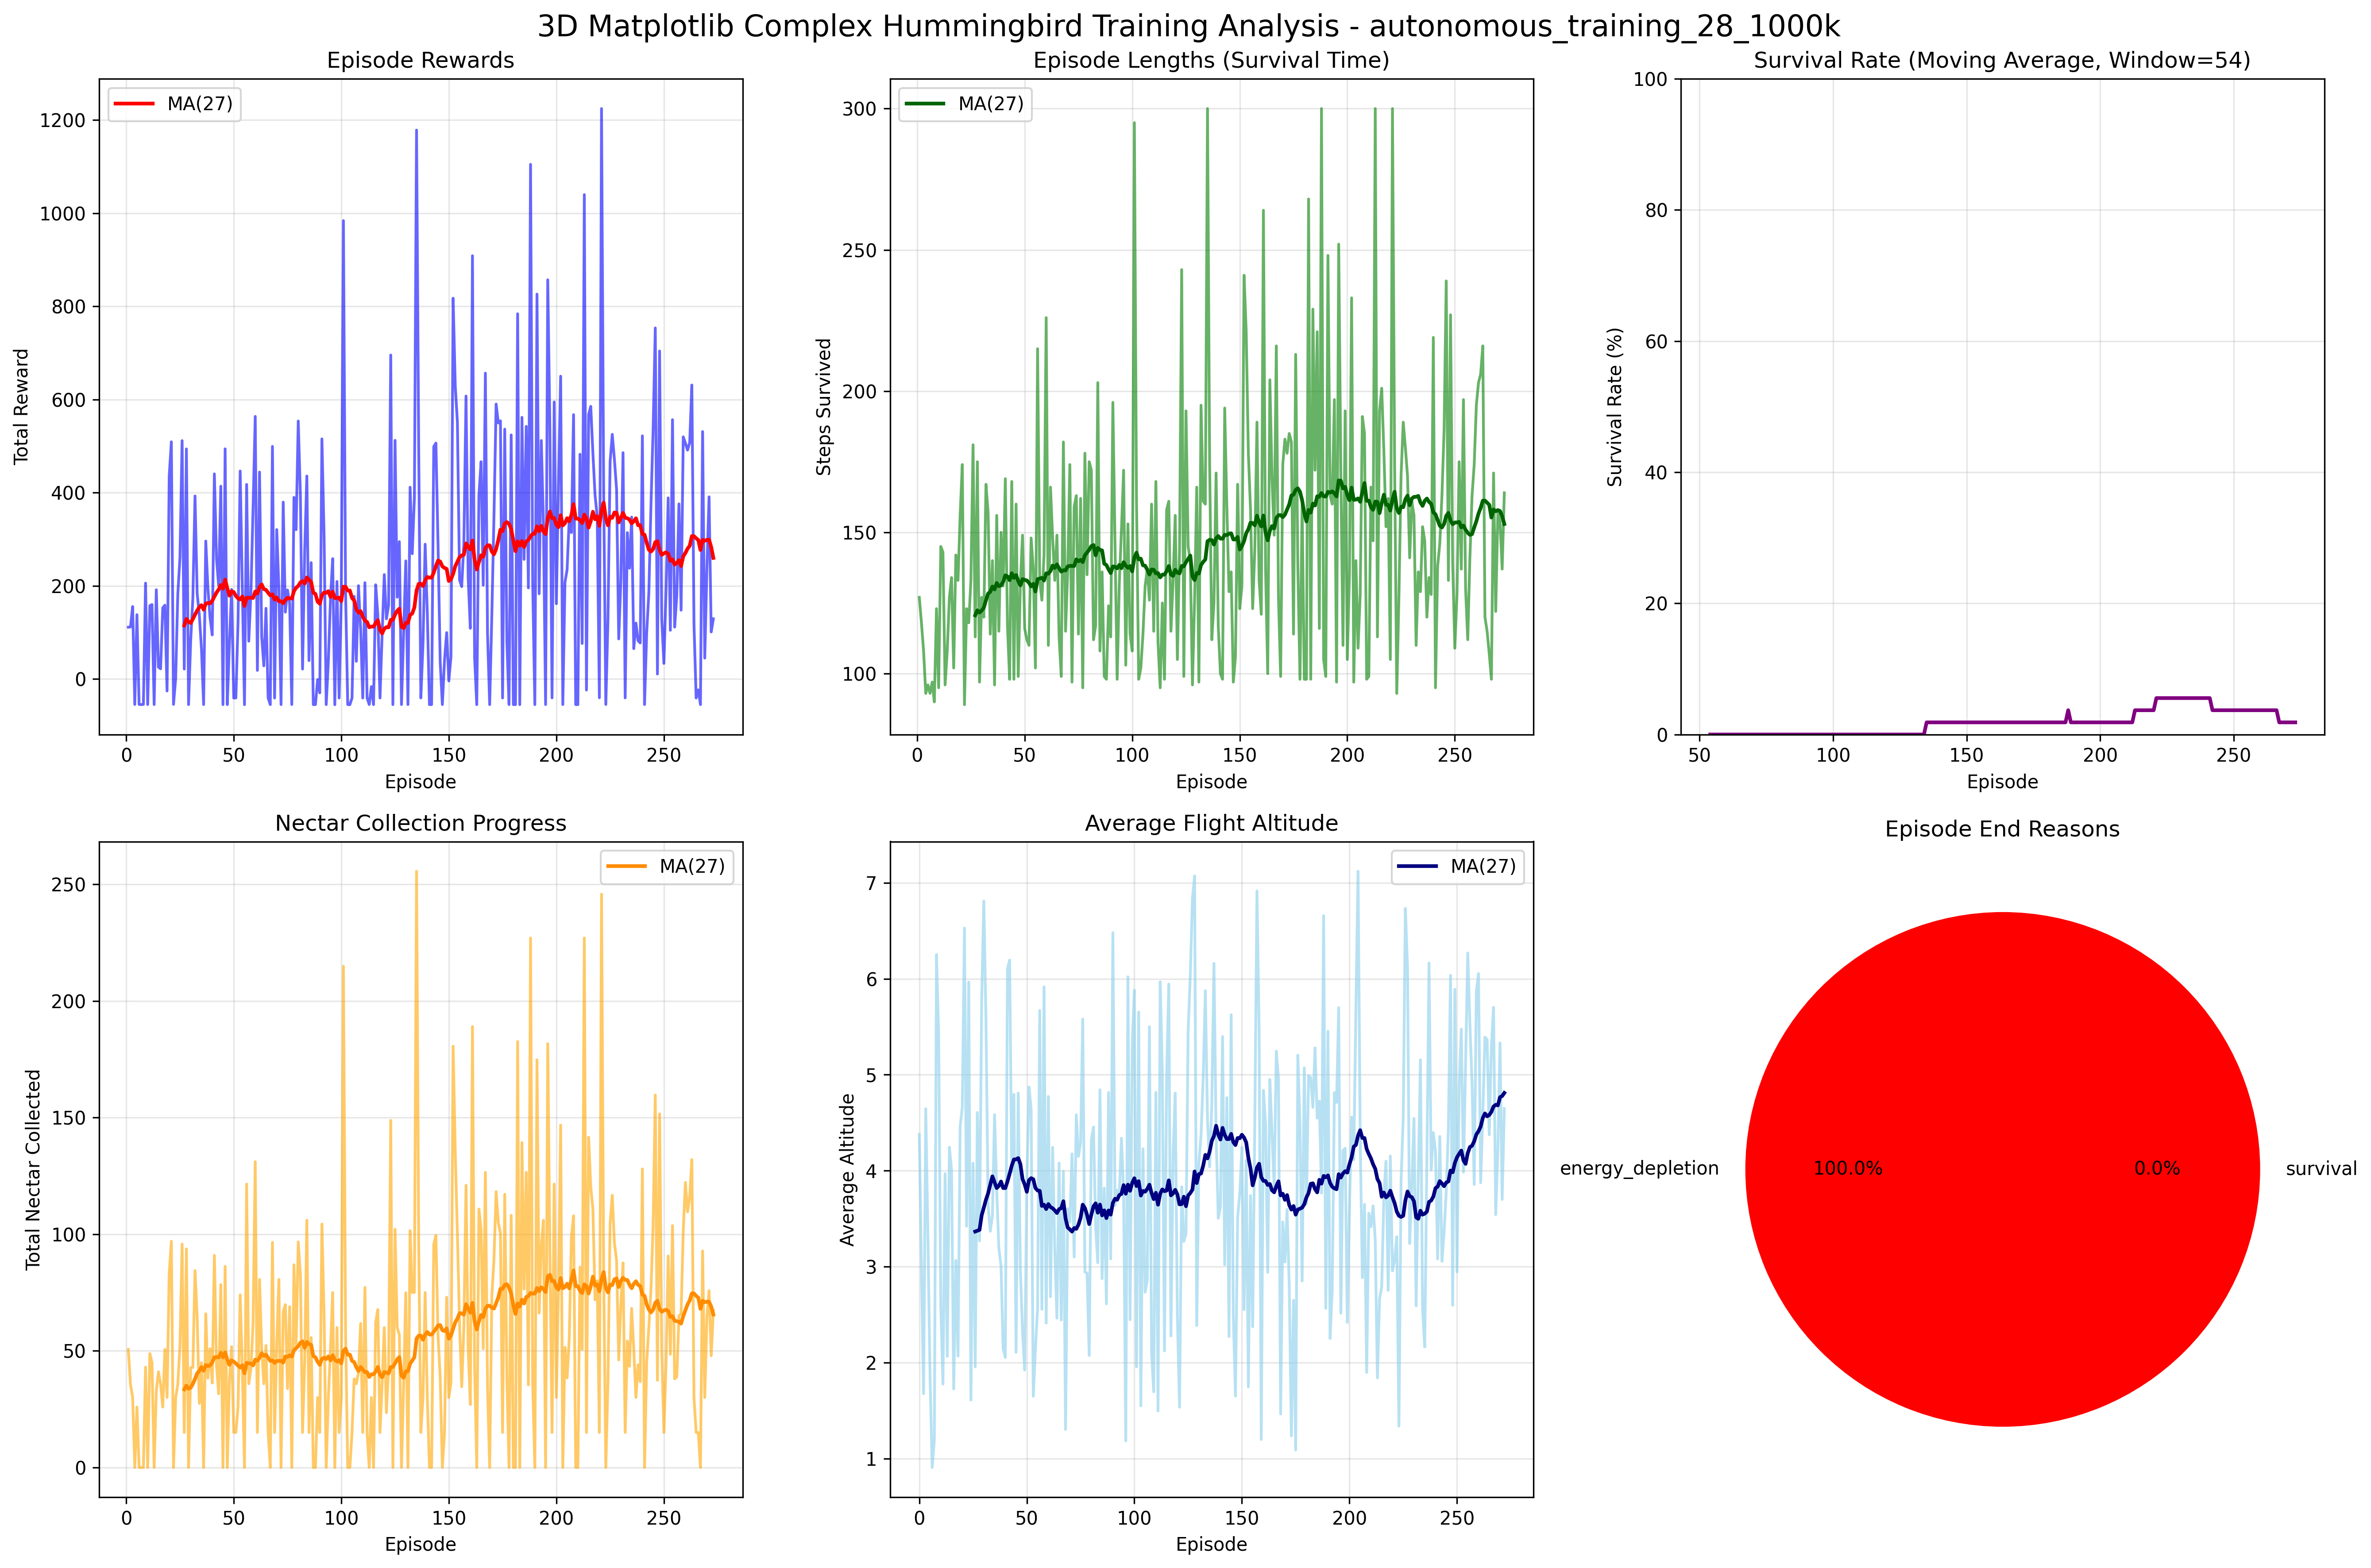 3D Matplotlib Complex Hummingbird Training Analysis - autonomous_training_28_1000k
Episode Rewards
MA(27)
Total Reward
1200
1000
800
600
400
200
0
0 50 100 150 200 250
Episode
Episode Lengths (Survival Time)
MA(27)
Steps Survived
300
250
200
150
100
0 50 100 150 200 250
Episode
Survival Rate (Moving Average, Window=54)
Survival Rate (%)
100
80
60
40
20
0
50 100 150 200 250
Episode
Nectar Collection Progress
MA(27)
Total Nectar Collected
250
200
150
100
50
0
0 50 100 150 200 250
Episode
Average Flight Altitude
MA(27)
Average Altitude
7
6
5
4
3
2
1
0 50 100 150 200 250
Episode
Episode End Reasons
energy_depletion 100.0% 0.0% survival